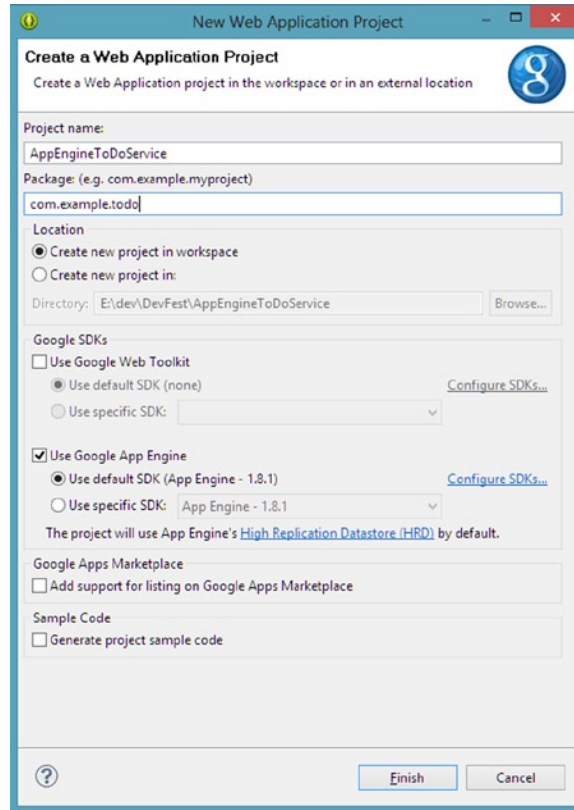 New Web Application Project
Create a Web Application Project
Create a Web Application project in the workspace or in an external location
g
Project name:
AppEngineToDoService
Package: (e.g. com.example.myproject)
com.example.todo
Location
Create new project in workspace
Create new project in:
Directory: E:\dev\DevFest\AppEngineToDoService Browse...
Google SDKs
Use Google Web Toolkit
Use default SDK (none) Configure SDKs...
Use specific SDK:
Use Google App Engine
Use default SDK (App Engine - 1.8.1) Configure SDKs...
Use specific SDK: App Engine - 1.8.1
The project will use App Engine's High Replication Datastore (HRD) by default.
Google Apps Marketplace
Add support for listing on Google Apps Marketplace
Sample Code
Generate project sample code
? Finish Cancel